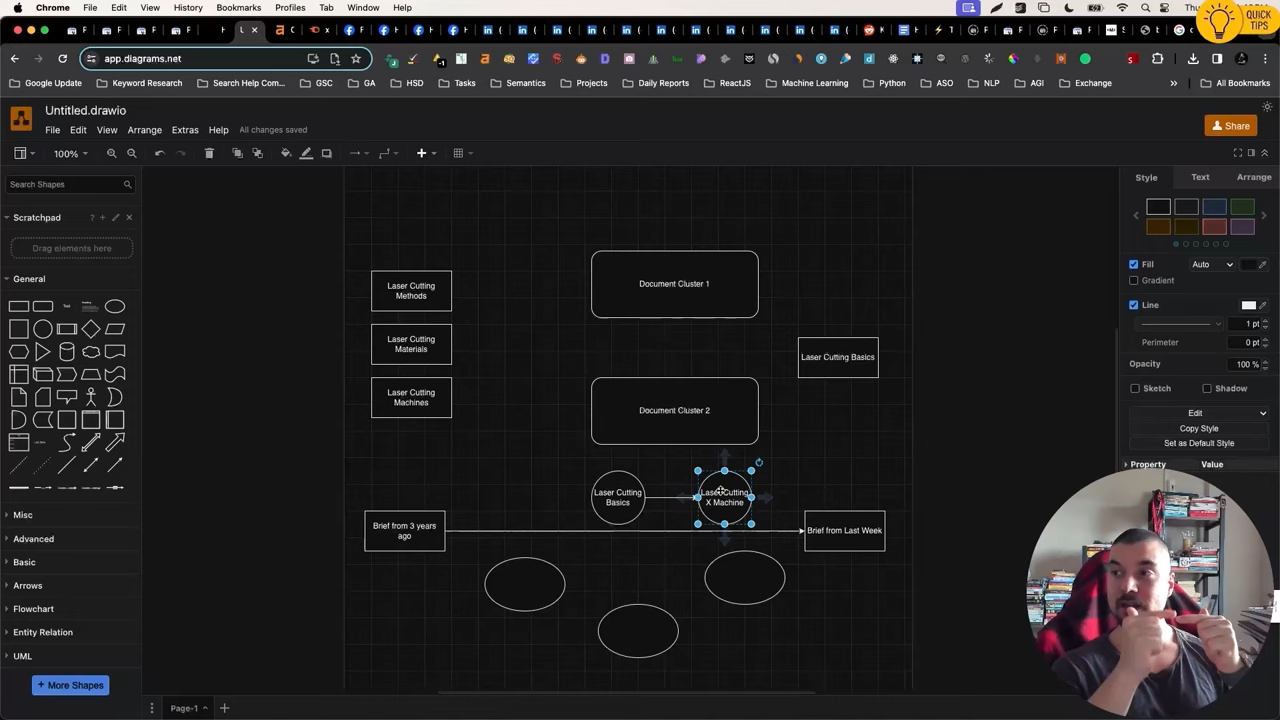 Chrome File Edit View History Bookmarks Profiles Tab Window Help
QUICK
TIPS
app.diagrams.net
Google Update Keyword Research Search Help Com... GSC GA HSD Tasks Semantics Projects Daily Reports ReactJS Machine Learning Python ASO NLP AGI Exchange » All Bookmarks
Untitled.drawio
File Edit View Arrange Extras Help All changes saved
Share
100%
Search Shapes
Style Text Arrange
Scratchpad
Drag elements here
General
Text
Heading
Misc
Advanced
Basic
Arrows
Flowchart
Entity Relation
UML
+ More Shapes
Laser Cutting
Methods
Laser Cutting
Materials
Laser Cutting
Machines
Document Cluster 1
Laser Cutting Basics
Document Cluster 2
Laser Cutting
Basics
Laser Cutting
X Machine
Brief from 3 years
ago
Brief from Last Week
Fill Auto
Gradient
Line
1 pt
Perimeter 0 pt
Opacity 100 %
Sketch Shadow
Edit
Copy Style
Set as Default Style
Property Value
Page-1